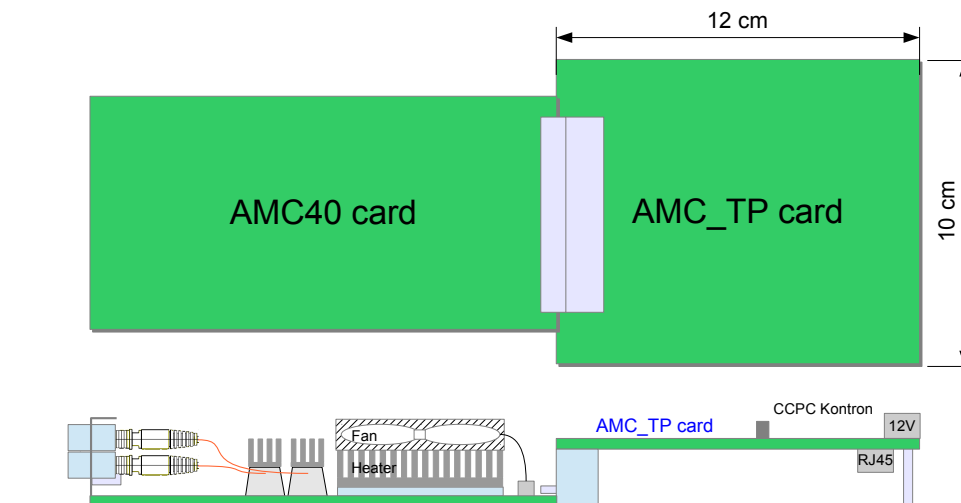 12 cm
AMC40 card
AMC_TP card
10 cm
CCPC Kontron
AMC_TP card
12V
Fan
RJ45
Heater